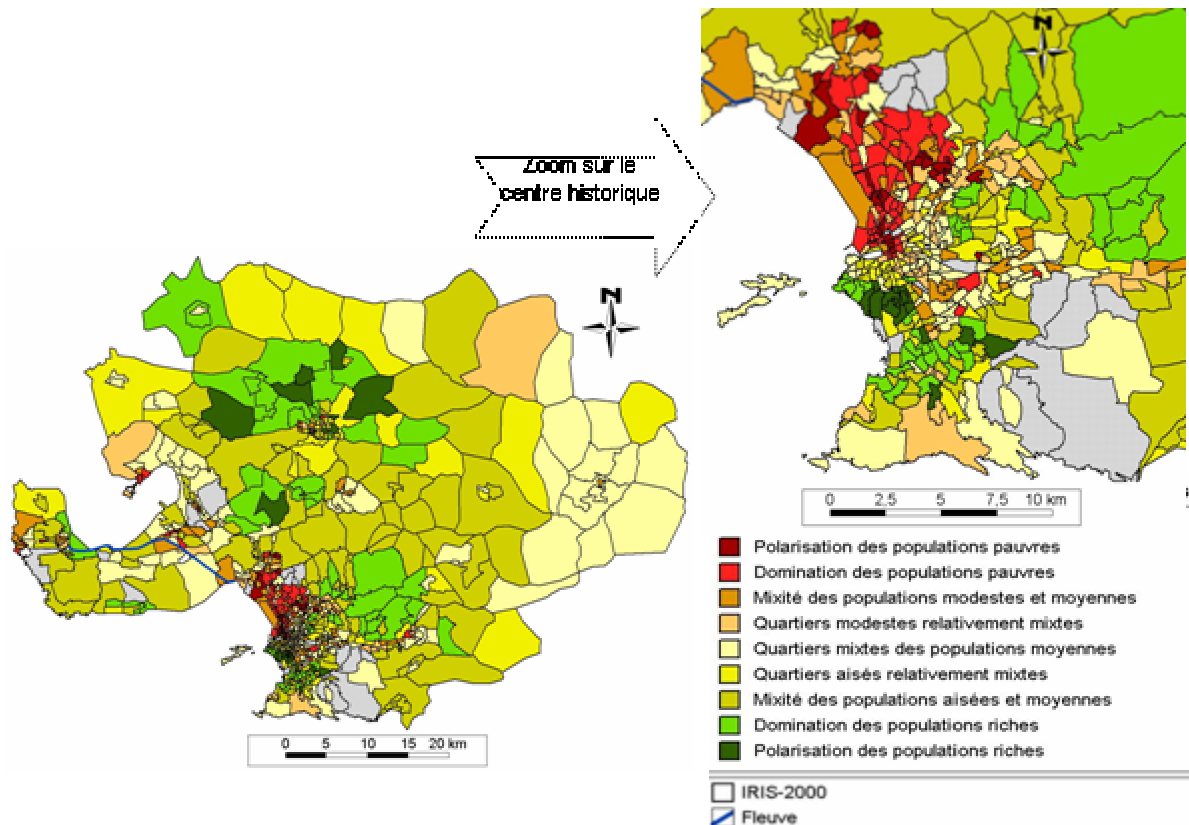 Zoom sur le
centre historique
N
0 2,5 5 7,5 10 km
N
0 5 10 15 20 km
Polarisation des populations pauvres
Domination des populations pauvres
Mixité des populations modestes et moyennes
Quartiers modestes relativement mixtes
Quartiers mixtes des populations moyennes
Quartiers aisés relativement mixtes
Mixité des populations aisées et moyennes
Domination des populations riches
Polarisation des populations riches
IRIS-2000
Fleuve